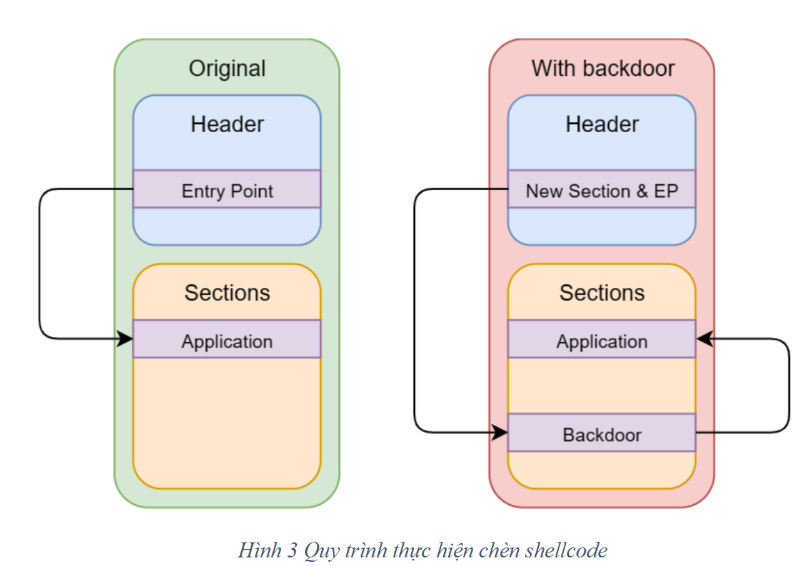 Original
Header
Entry Point
Sections
Application
With backdoor
Header
New Section & EP
Sections
Application
Backdoor
Hình 3 Quy trình thực hiện chèn shellcode